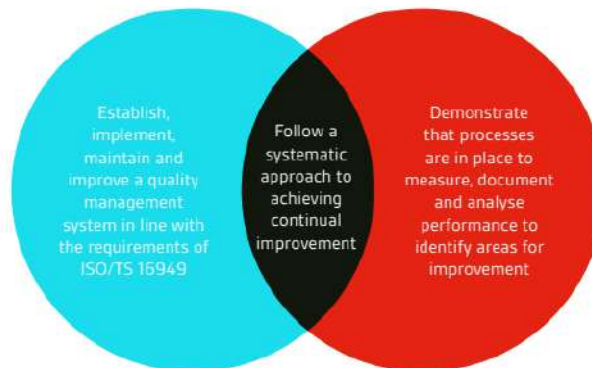 Establish,
implement,
maintain and
improve a quality
management
system in line with
the requirements of
ISO/TS 16949
Follow a
systematic
approach to
achieving
continual
improvement
Demonstrate
that processes
are in place to
measure, document
and analyse
performance to
identify areas for
improvement